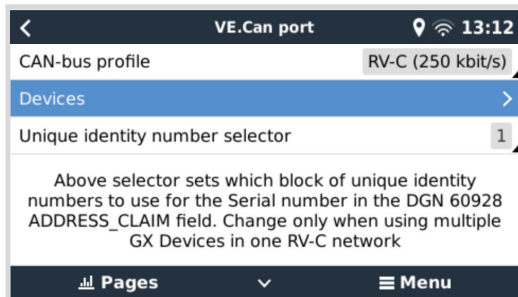 VE.Can port 13:12
CAN-bus profile RV-C (250 kbit/s)
Devices
Unique identity number selector 1
Above selector sets which block of unique identity
numbers to use for the Serial number in the DGN 60928
ADDRESS_CLAIM field. Change only when using multiple
GX Devices in one RV-C network
Pages Menu